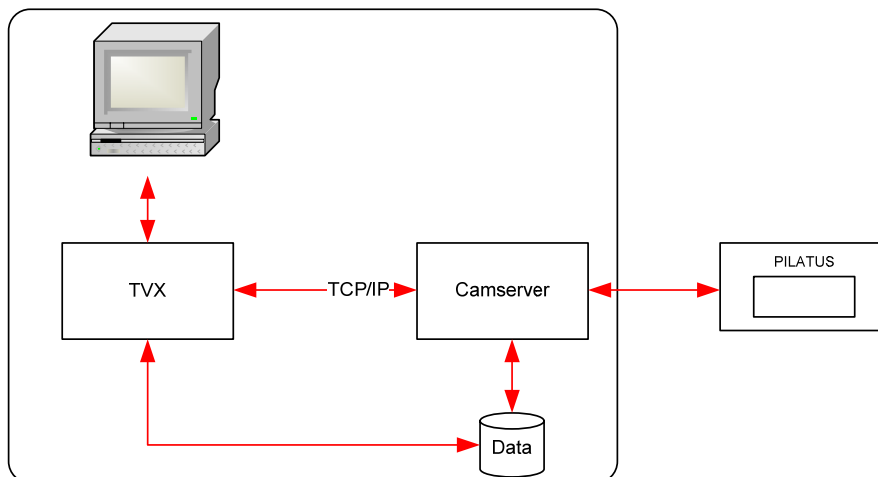 PILATUS
TVX
TCP/IP
Camserver
Data